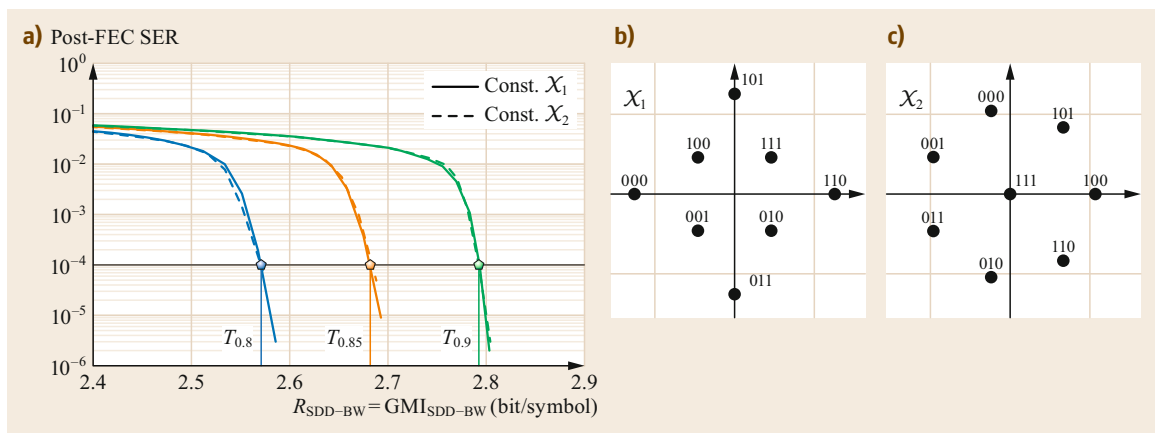 a) Post-FEC SER
10⁰
10⁻¹
10⁻²
10⁻³
10⁻⁴
10⁻⁵
10⁻⁶
Const. 𝒳₁
Const. 𝒳₂
T₀.₈
T₀.₈₅
T₀.₉
2.4 2.5 2.6 2.7 2.8 2.9
R_SDD–BW = GMI_SDD–BW (bit/symbol)
b)
𝒳₁
101
100 111
000 110
001 010
011
c)
𝒳₂
000
101
001
111 100
011
110
010